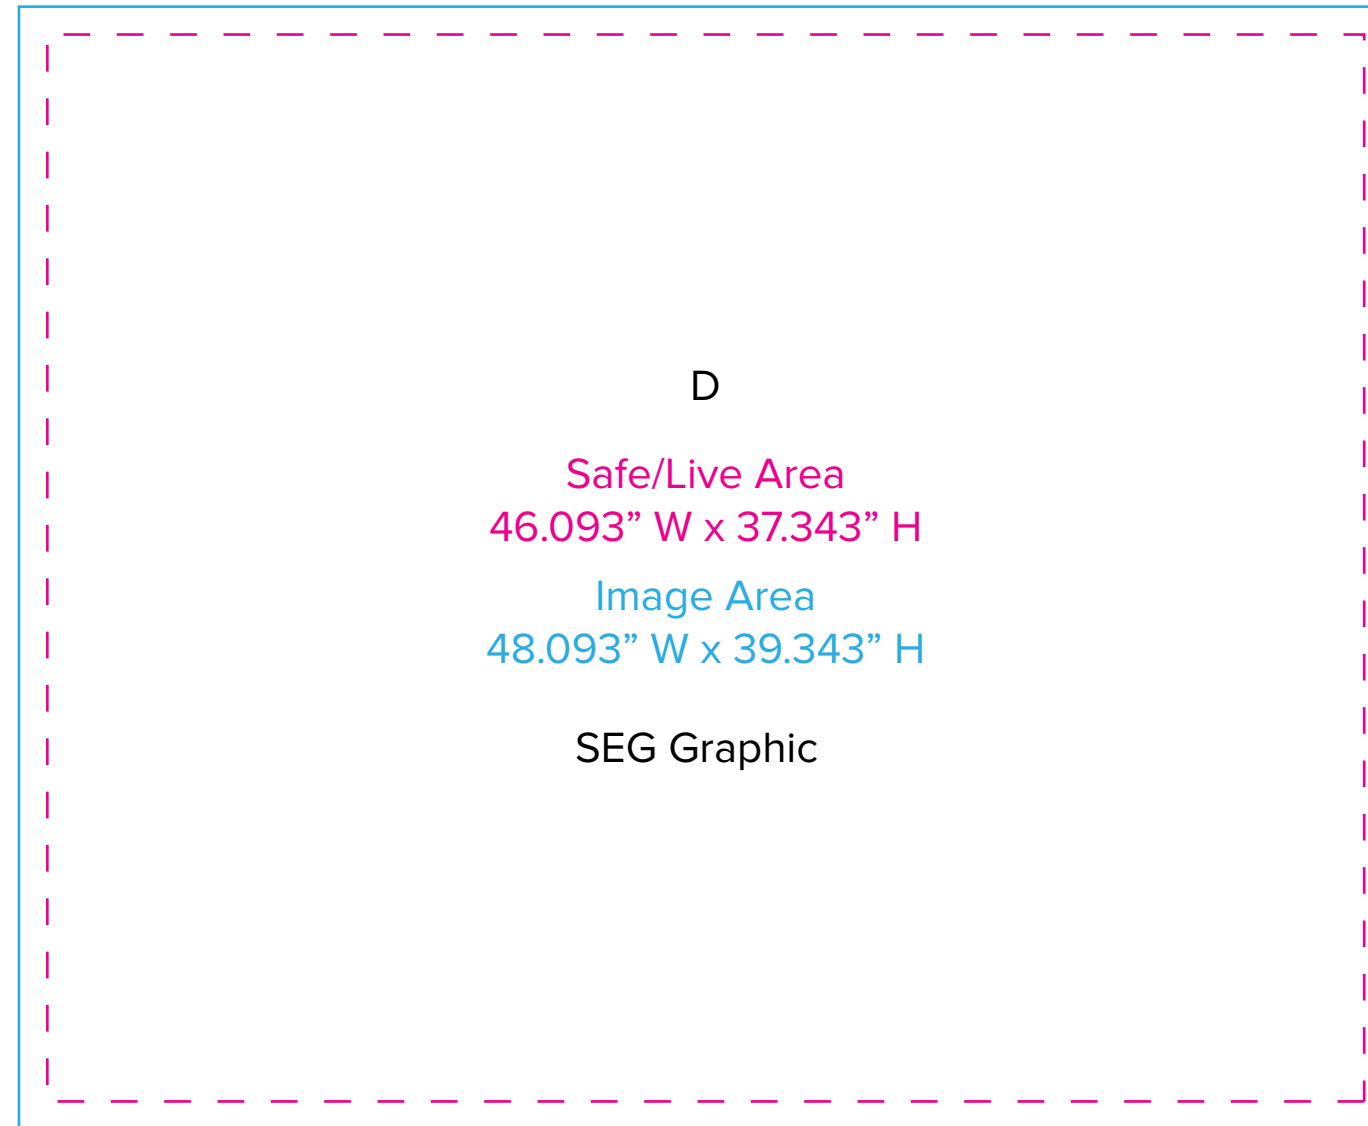 D
Safe/Live Area
46.093” W x 37.343” H
Image Area
48.093” W x 39.343” H
SEG Graphic